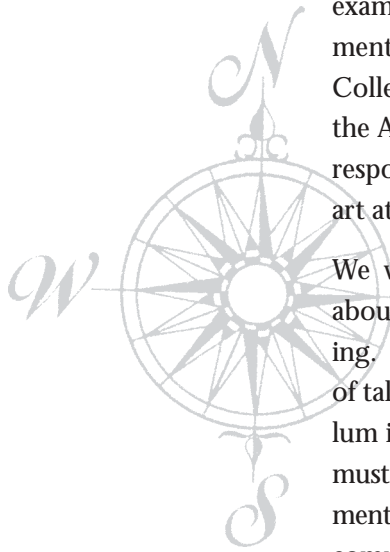 exam
ment
N
Colle
the A
respo
art at
We v
W
abou
ing.
of tal
lum i
must
S
ment